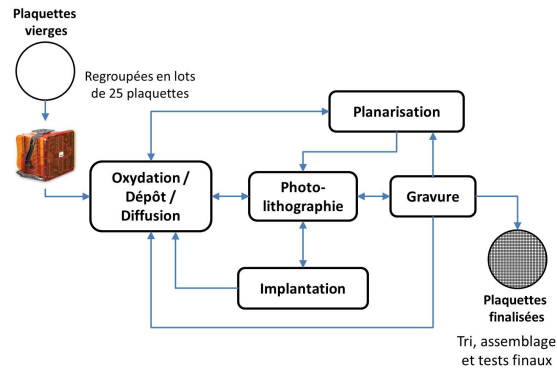 Plaquettes
vierges
Regroupées en lots
de 25 plaquettes
Planarisation
Oxydation /
Dépôt /
Diffusion
Photo-
lithographie
Gravure
Implantation
Plaquettes
finalisées
Tri, assemblage
et tests finaux